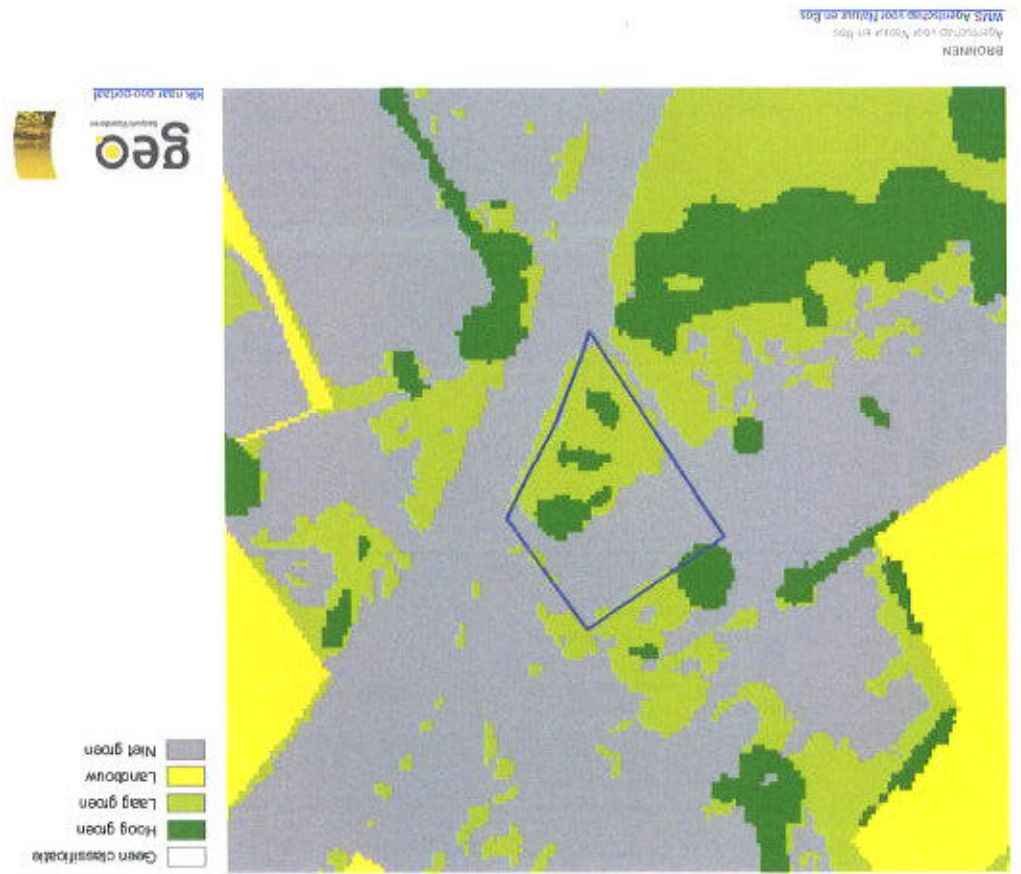 Geen classificatie
Hoog groen
Laag groen
Landbouw
Niet groen
geo
klik naar geo-portaal
BRONNEN
Agentschap voor Natuur en Bos
WMS Agentschap voor Natuur en Bos